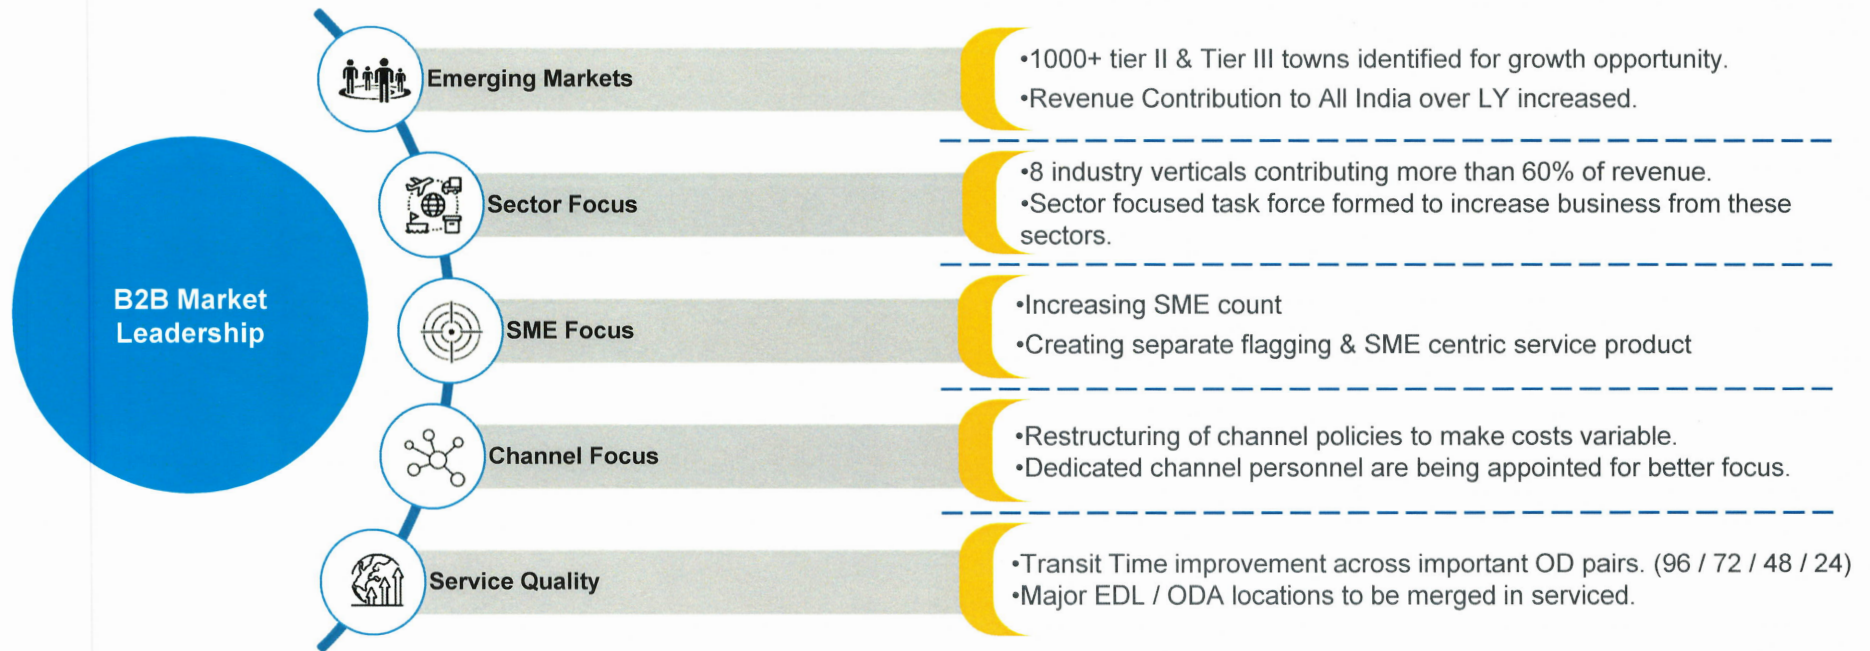 B2B Market
Leadership
Emerging Markets
•1000+ tier II & Tier III towns identified for growth opportunity.
•Revenue Contribution to All India over LY increased.
Sector Focus
•8 industry verticals contributing more than 60% of revenue.
•Sector focused task force formed to increase business from these
sectors.
SME Focus
•Increasing SME count
•Creating separate flagging & SME centric service product
Channel Focus
•Restructuring of channel policies to make costs variable.
•Dedicated channel personnel are being appointed for better focus.
Service Quality
•Transit Time improvement across important OD pairs. (96 / 72 / 48 / 24)
•Major EDL / ODA locations to be merged in serviced.